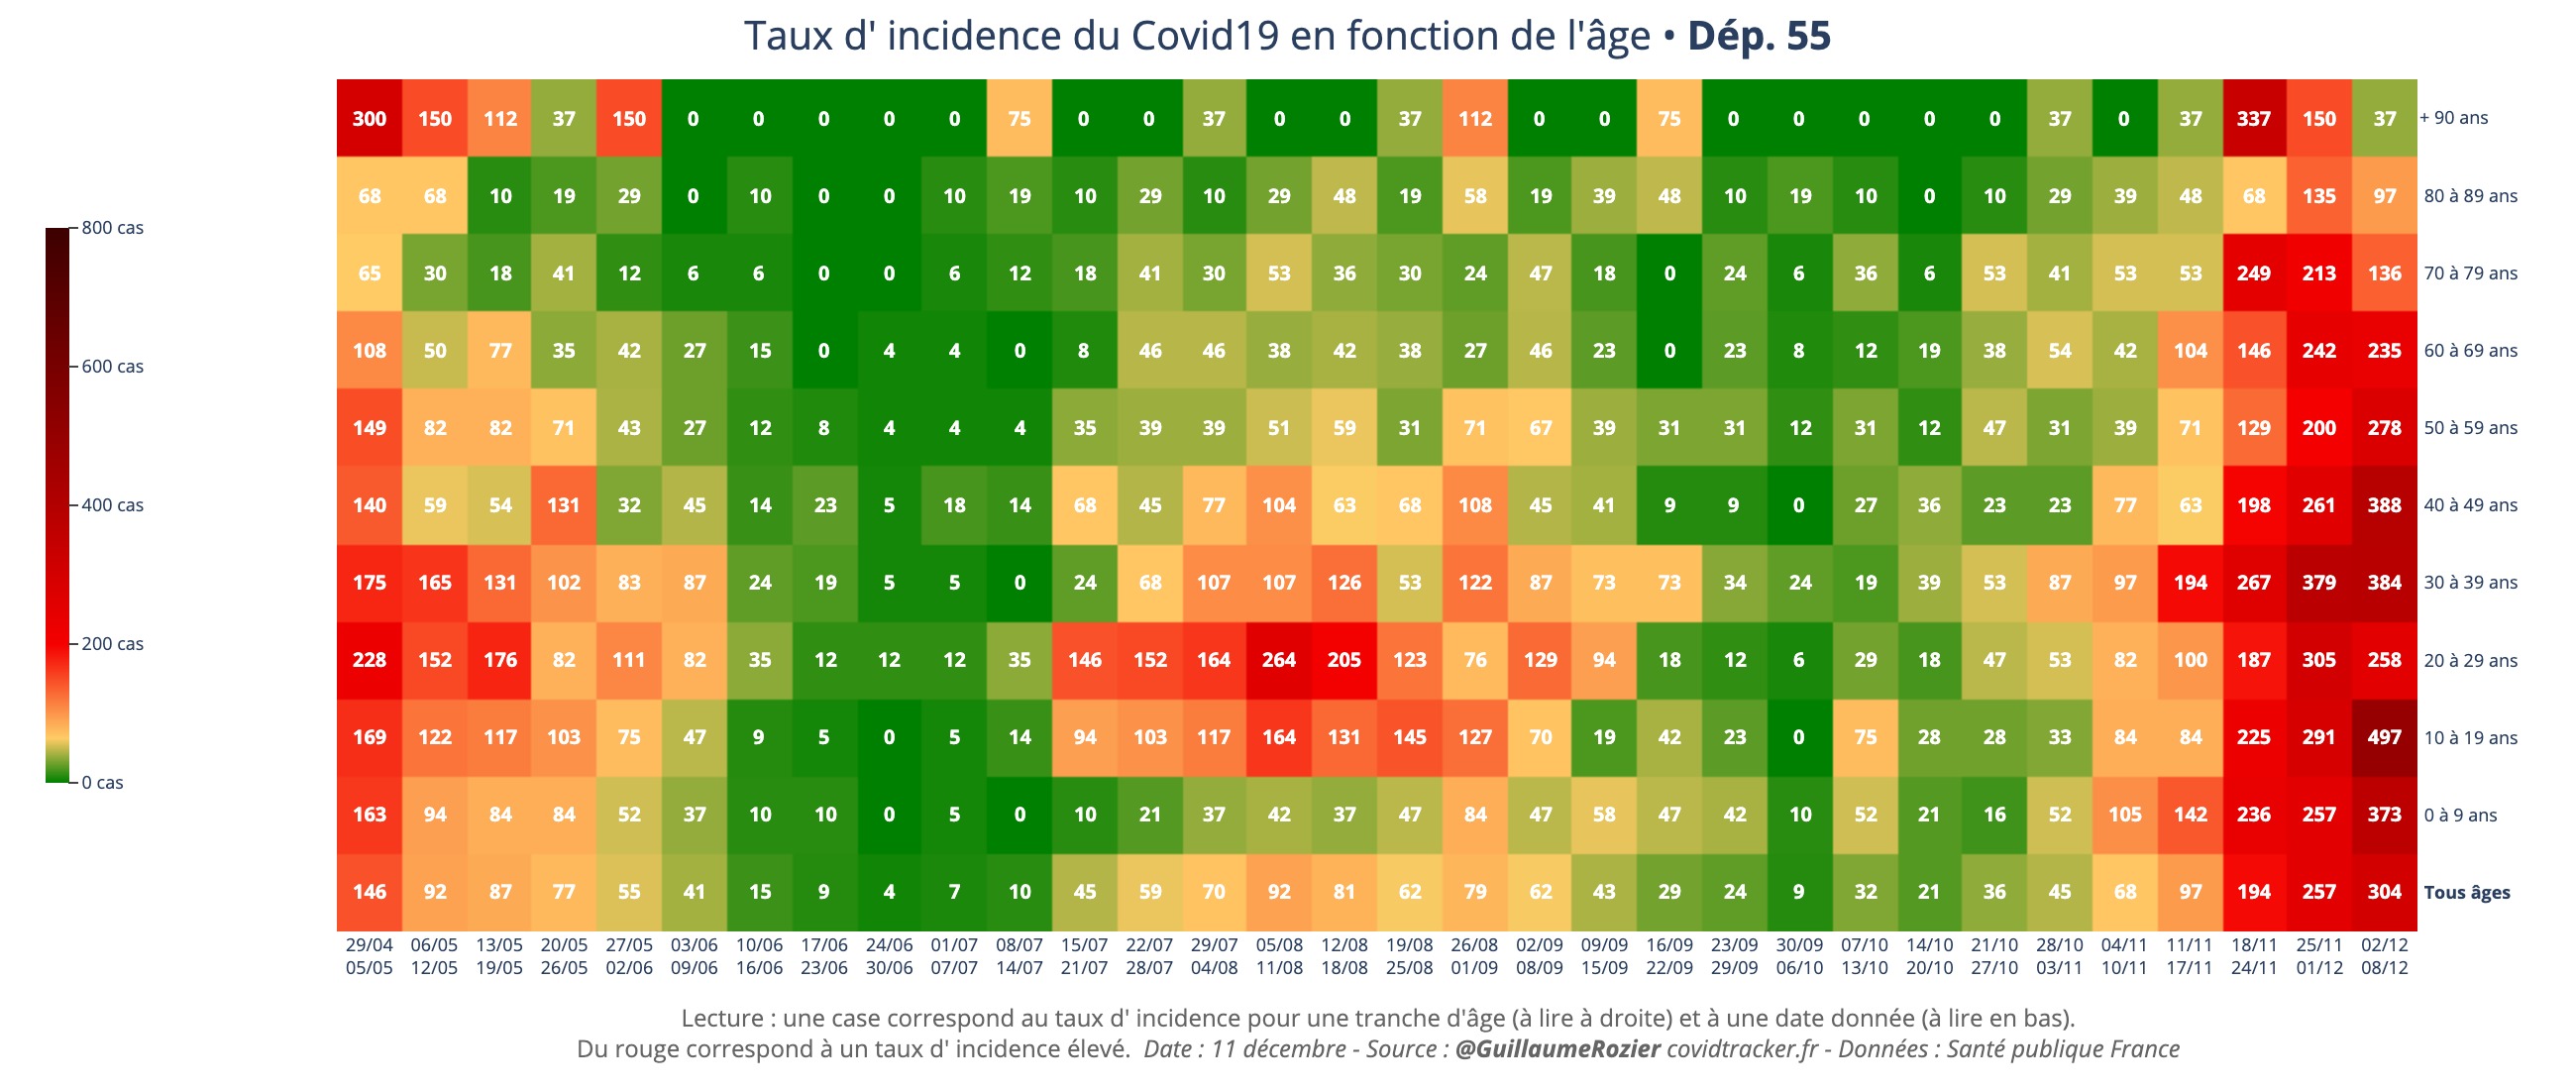 Taux d' incidence du Covid19 en fonction de l'âge • Dép. 55
300 150 112 37 150 0 0 0 0 0 75 0 0 37 0 0 37 112 0 0 75 0 0 0 0 0 37 0 37 337 150 37 + 90 ans
68 68 10 19 29 0 10 0 0 10 19 10 29 10 29 48 19 58 19 39 48 10 19 10 0 10 29 39 48 68 135 97 80 à 89 ans
800 cas
65 30 18 41 12 6 6 0 0 6 12 18 41 30 53 36 30 24 47 18 0 24 6 36 6 53 41 53 53 249 213 136 70 à 79 ans
108 50 77 35 42 27 15 0 4 4 0 8 46 46 38 42 38 27 46 23 0 23 8 12 19 38 54 42 104 146 242 235 60 à 69 ans
600 cas
149 82 82 71 43 27 12 8 4 4 4 35 39 39 51 59 31 71 67 39 31 31 12 31 12 47 31 39 71 129 200 278 50 à 59 ans
400 cas
140 59 54 131 32 45 14 23 5 18 14 68 45 77 104 63 68 108 45 41 9 9 0 27 36 23 23 77 63 198 261 388 40 à 49 ans
175 165 131 102 83 87 24 19 5 5 0 24 68 107 107 126 53 122 87 73 73 34 24 19 39 53 87 97 194 267 379 384 30 à 39 ans
200 cas
228 152 176 82 111 82 35 12 12 12 35 146 152 164 264 205 123 76 129 94 18 12 6 29 18 47 53 82 100 187 305 258 20 à 29 ans
169 122 117 103 75 47 9 5 0 5 14 94 103 117 164 131 145 127 70 19 42 23 0 75 28 28 33 84 84 225 291 497 10 à 19 ans
0 cas
163 94 84 84 52 37 10 10 0 5 0 10 21 37 42 37 47 84 47 58 47 42 10 52 21 16 52 105 142 236 257 373 0 à 9 ans
146 92 87 77 55 41 15 9 4 7 10 45 59 70 92 81 62 79 62 43 29 24 9 32 21 36 45 68 97 194 257 304 Tous âges
29/04 06/05 13/05 20/05 27/05 03/06 10/06 17/06 24/06 01/07 08/07 15/07 22/07 29/07 05/08 12/08 19/08 26/08 02/09 09/09 16/09 23/09 30/09 07/10 14/10 21/10 28/10 04/11 11/11 18/11 25/11 02/12
05/05 12/05 19/05 26/05 02/06 09/06 16/06 23/06 30/06 07/07 14/07 21/07 28/07 04/08 11/08 18/08 25/08 01/09 08/09 15/09 22/09 29/09 06/10 13/10 20/10 27/10 03/11 10/11 17/11 24/11 01/12 08/12
Lecture : une case correspond au taux d' incidence pour une tranche d'âge (à lire à droite) et à une date donnée (à lire en bas).
Du rouge correspond à un taux d' incidence élevé. Date : 11 décembre - Source : @GuillaumeRozier covidtracker.fr - Données : Santé publique France